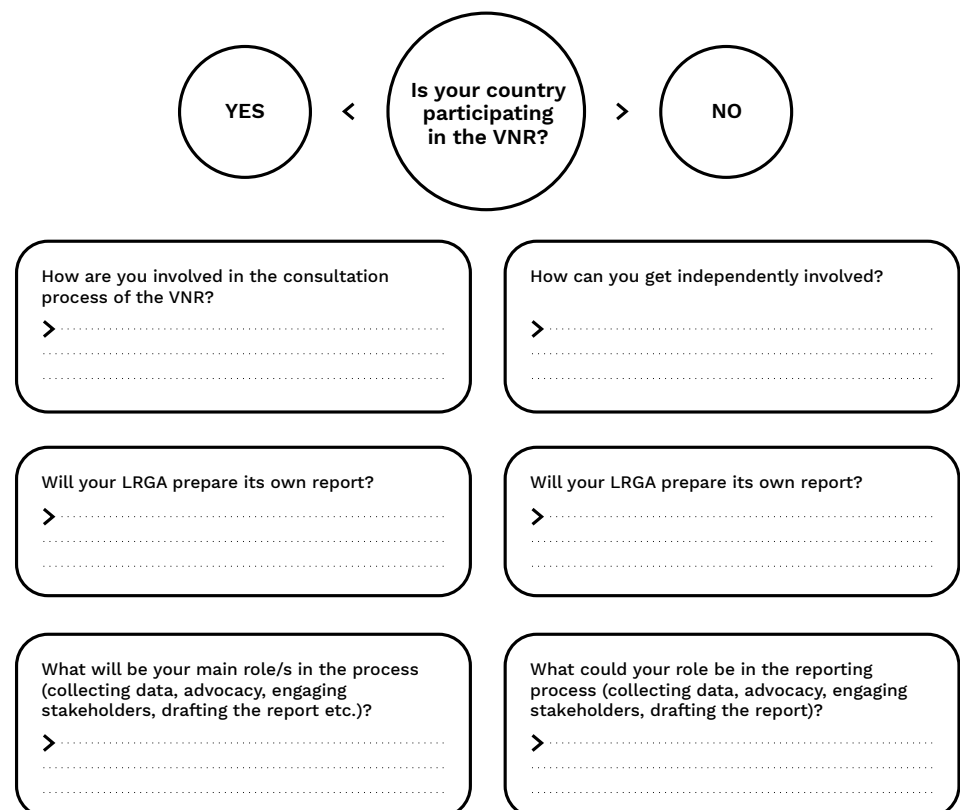 Is your country
participating
in the VNR?
YES
<
>
NO
How are you involved in the consultation
process of the VNR?
>
How can you get independently involved?
>
Will your LRGA prepare its own report?
>
Will your LRGA prepare its own report?
>
What will be your main role/s in the process
(collecting data, advocacy, engaging
stakeholders, drafting the report etc.)?
>
What could your role be in the reporting
process (collecting data, advocacy, engaging
stakeholders, drafting the report)?
>